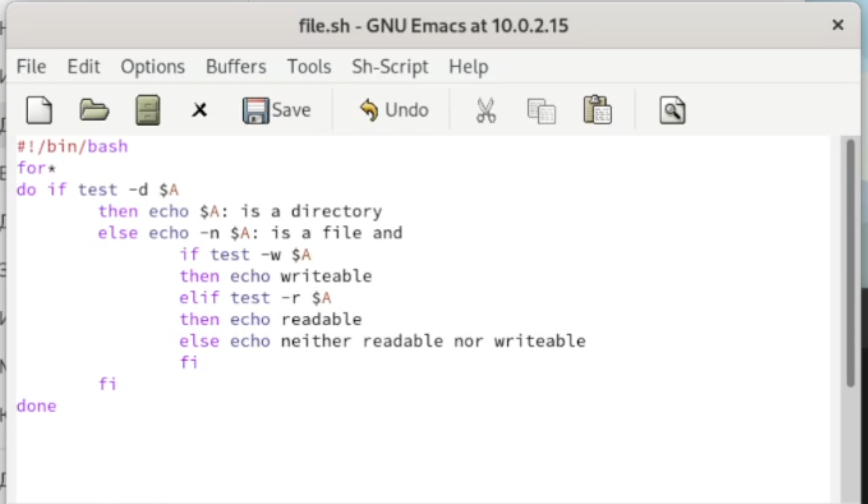 file.sh - GNU Emacs at 10.0.2.15
File Edit Options Buffers Tools Sh-Script Help
Save Undo
#!/bin/bash
for*
do if test -d $A
then echo $A: is a directory
else echo -n $A: is a file and
if test -w $A
then echo writeable
elif test -r $A
then echo readable
else echo neither readable nor writeable
fi
fi
done